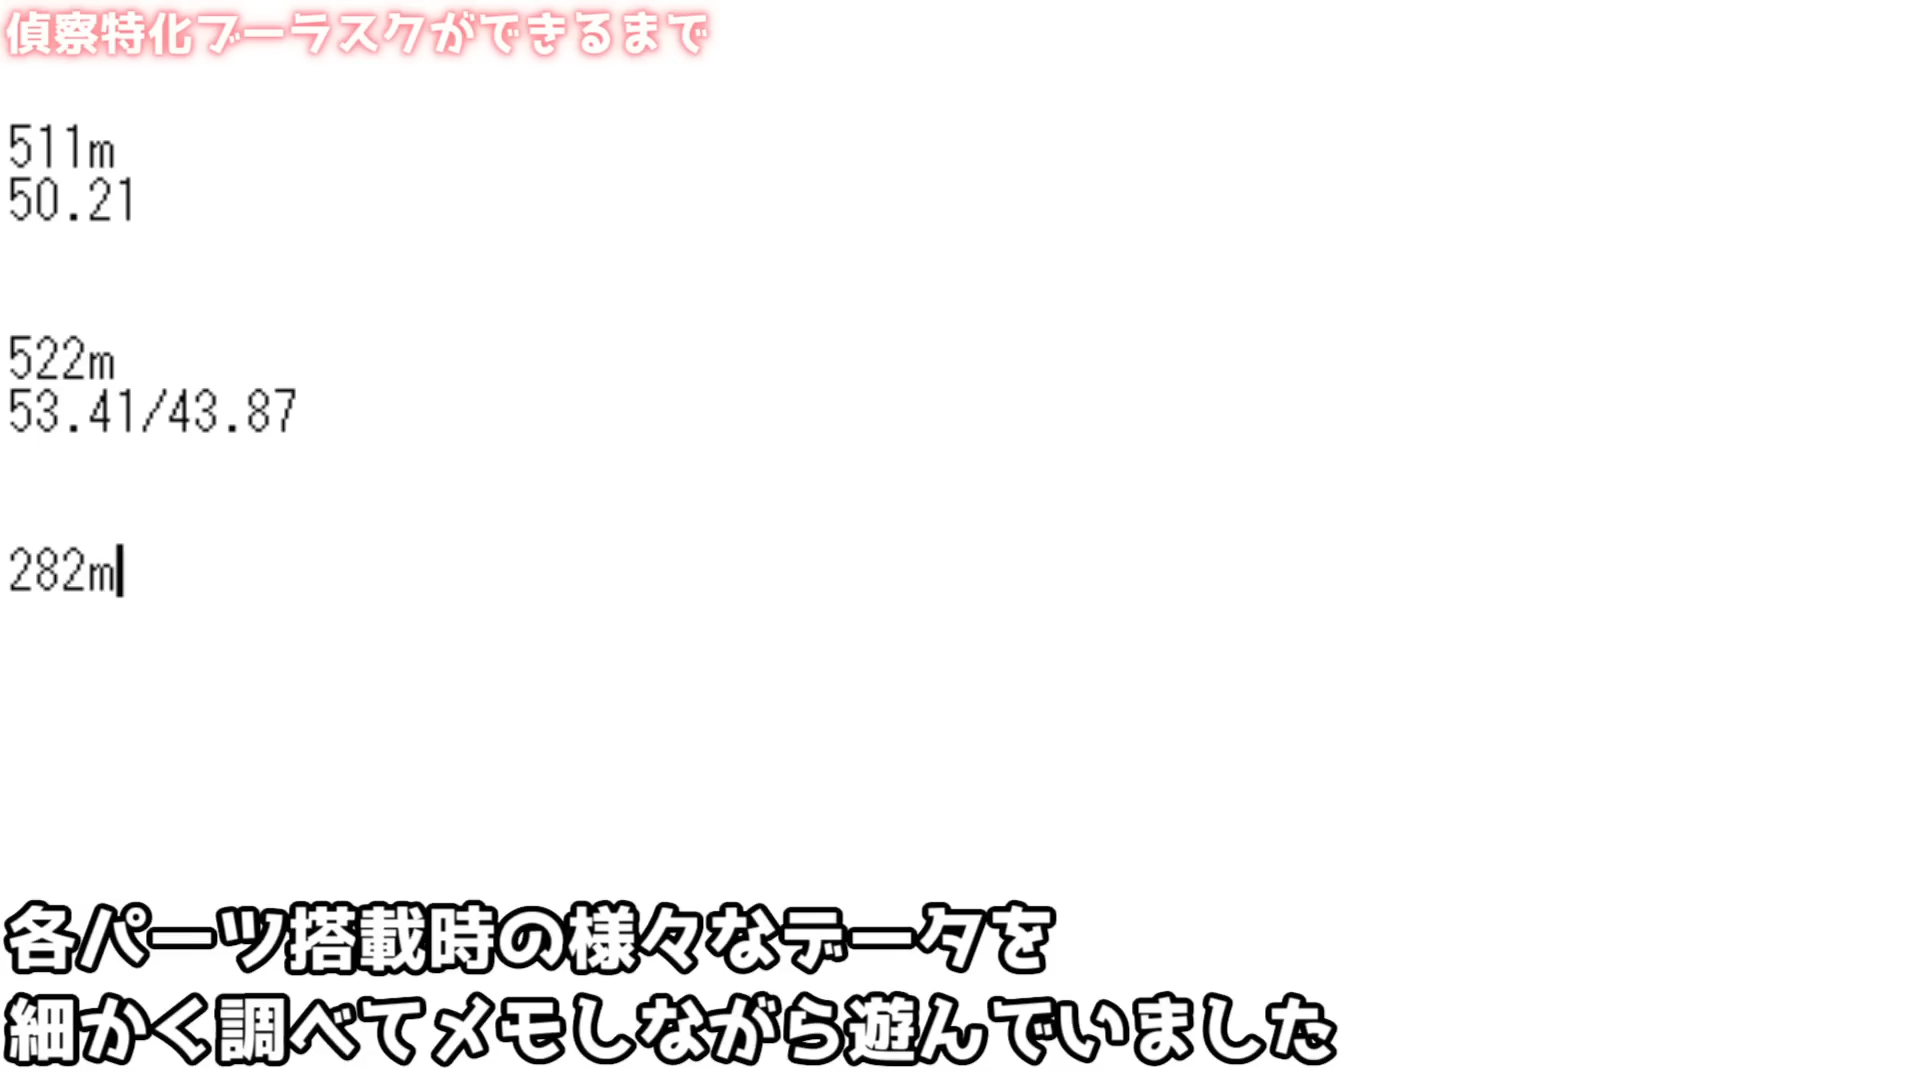 偵察特化ブーラスクができるまで
511m
50.21
522m
53.41/43.87
282m
各パーツ搭載時の様々なデータを
細かく調べてメモしながら遊んでいました